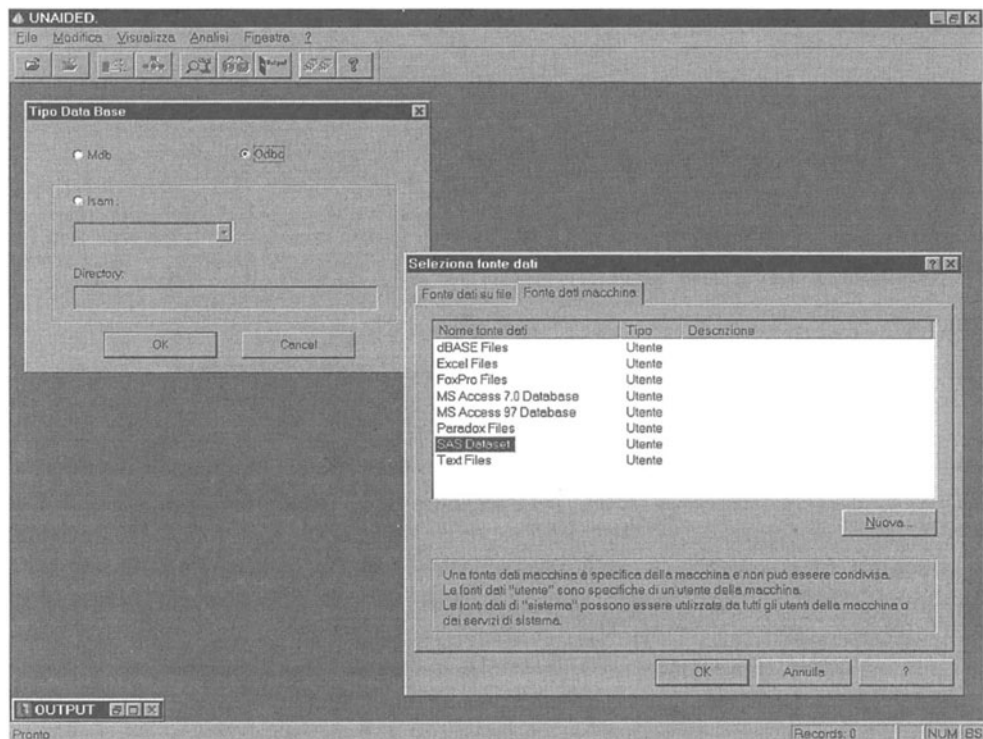 UNAIDED.
File Modifica Visualizza Analisi Finestra ?
Output
Tipo Data Base
Mdb Odbc
Isam:
Directory:
OK Cancel
Seleziona fonte dati
Fonte dati su file Fonte dati macchina
Nome fonte dati Tipo Descrizione
dBASE Files Utente
Excel Files Utente
FoxPro Files Utente
MS Access 7.0 Database Utente
MS Access 97 Database Utente
Paradox Files Utente
SAS Dataset Utente
Text Files Utente
Nuova...
Una fonte dati macchina è specifica della macchina e non può essere condivisa.
Le fonti dati "utente" sono specifiche di un utente della macchina.
Le fonti dati di "sistema" possono essere utilizzate da tutti gli utenti della macchina o
dai servizi di sistema.
OK Annulla ?
OUTPUT
Pronto Records: 0 NUM BS